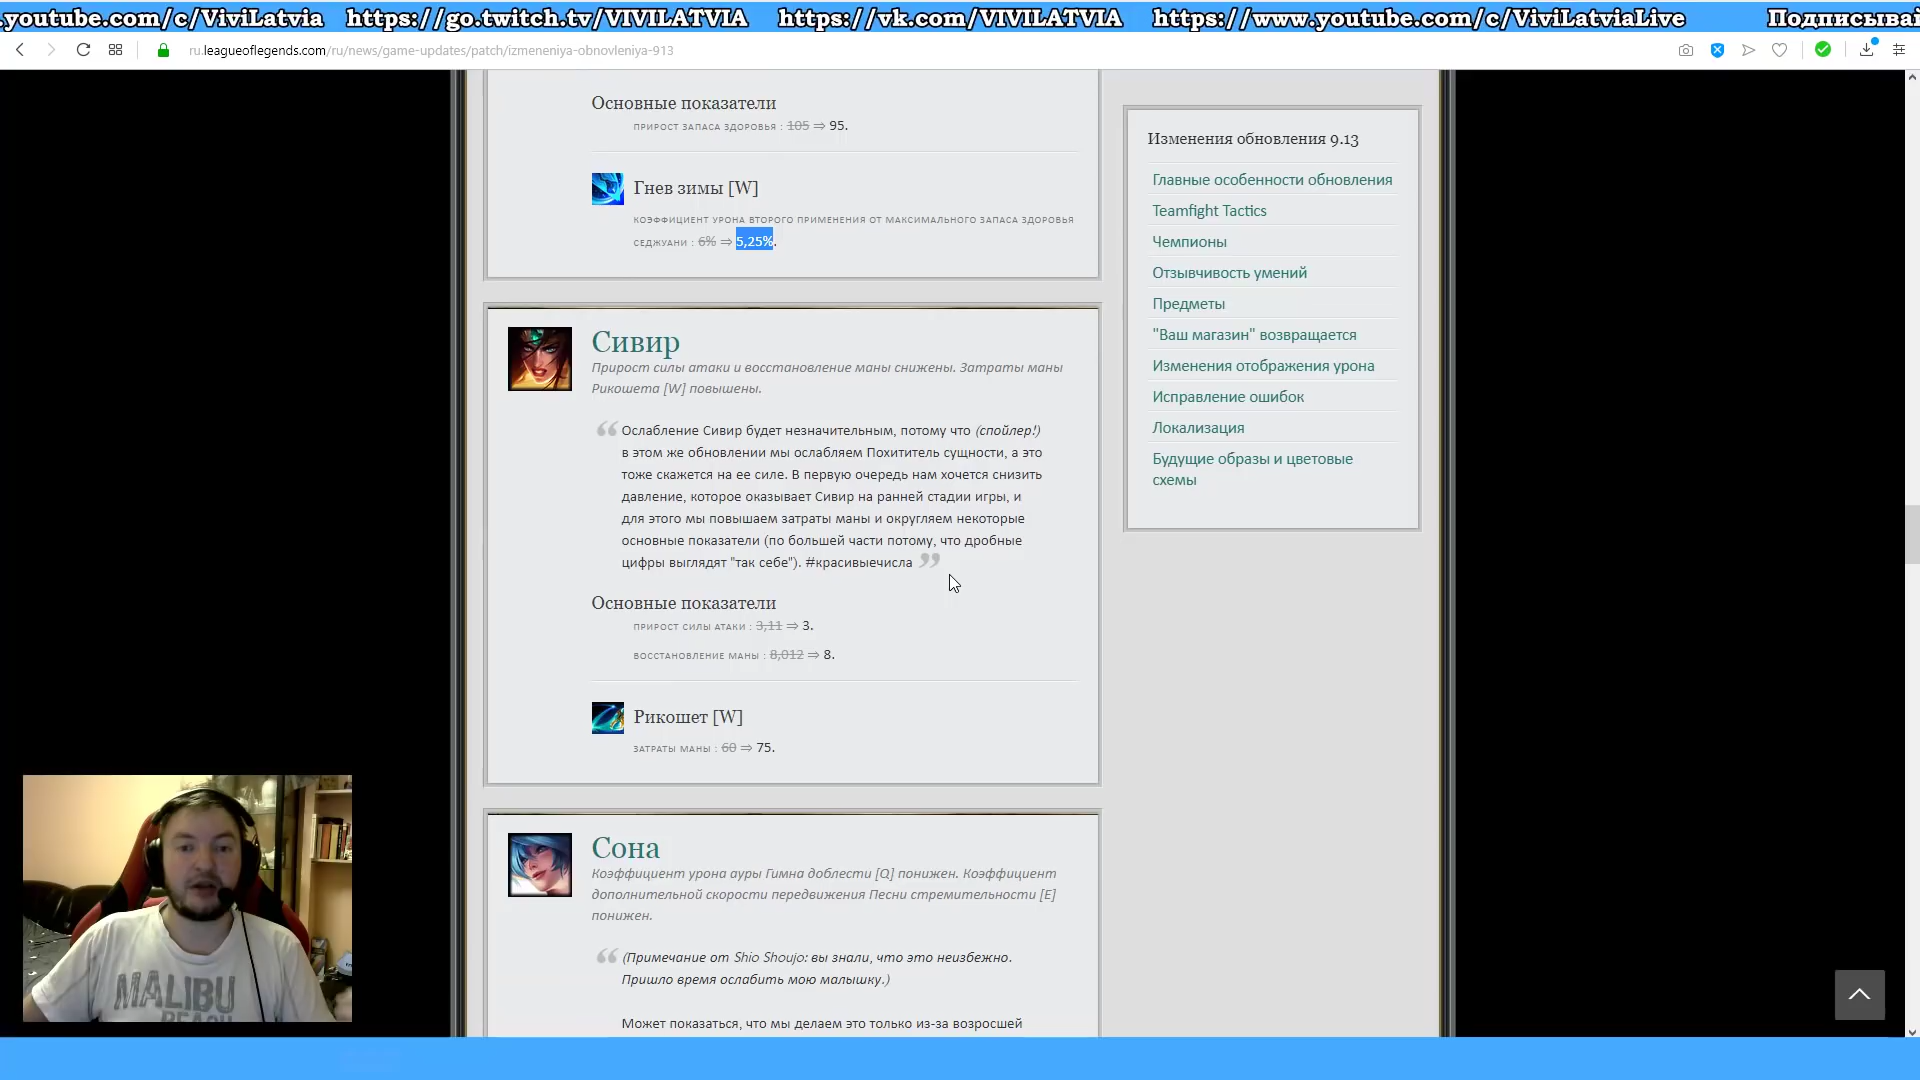 .youtube.com/c/ViviLatvia https://go.twitch.tv/VIVILATVIA https://vk.com/VIVILATVIA https://www.youtube.com/c/ViviLatviaLive Подписывай
ru.leagueoflegends.com/ru/news/game-updates/patch/izmeneniya-obnovleniya-913
Основные показатели
ПРИРОСТ ЗАПАСА ЗДОРОВЬЯ : 105 ⇒ 95.
Гнев зимы [W]
КОЭФФИЦИЕНТ УРОНА ВТОРОГО ПРИМЕНЕНИЯ ОТ МАКСИМАЛЬНОГО ЗАПАСА ЗДОРОВЬЯ
СЕДЖУАНИ : 6% ⇒ 5,25%.
Сивир
Прирост силы атаки и восстановление маны снижены. Затраты маны
Рикошета [W] повышены.
“ Ослабление Сивир будет незначительным, потому что (спойлер!)
в этом же обновлении мы ослабляем Похититель сущности, а это
тоже скажется на ее силе. В первую очередь нам хочется снизить
давление, которое оказывает Сивир на ранней стадии игры, и
для этого мы повышаем затраты маны и округляем некоторые
основные показатели (по большей части потому, что дробные
цифры выглядят "так себе"). #красивыечисла ”
Основные показатели
ПРИРОСТ СИЛЫ АТАКИ : 3,11 ⇒ 3.
ВОССТАНОВЛЕНИЕ МАНЫ : 8,012 ⇒ 8.
Рикошет [W]
ЗАТРАТЫ МАНЫ : 60 ⇒ 75.
Сона
Коэффициент урона ауры Гимна доблести [Q] понижен. Коэффициент
дополнительной скорости передвижения Песни стремительности [E]
понижен.
“ (Примечание от Shio Shoujo: вы знали, что это неизбежно.
Пришло время ослабить мою малышку.)
Может показаться, что мы делаем это только из-за возросшей
Изменения обновления 9.13
Главные особенности обновления
Teamfight Tactics
Чемпионы
Отзывчивость умений
Предметы
"Ваш магазин" возвращается
Изменения отображения урона
Исправление ошибок
Локализация
Будущие образы и цветовые
схемы
MALIBU
BEACH